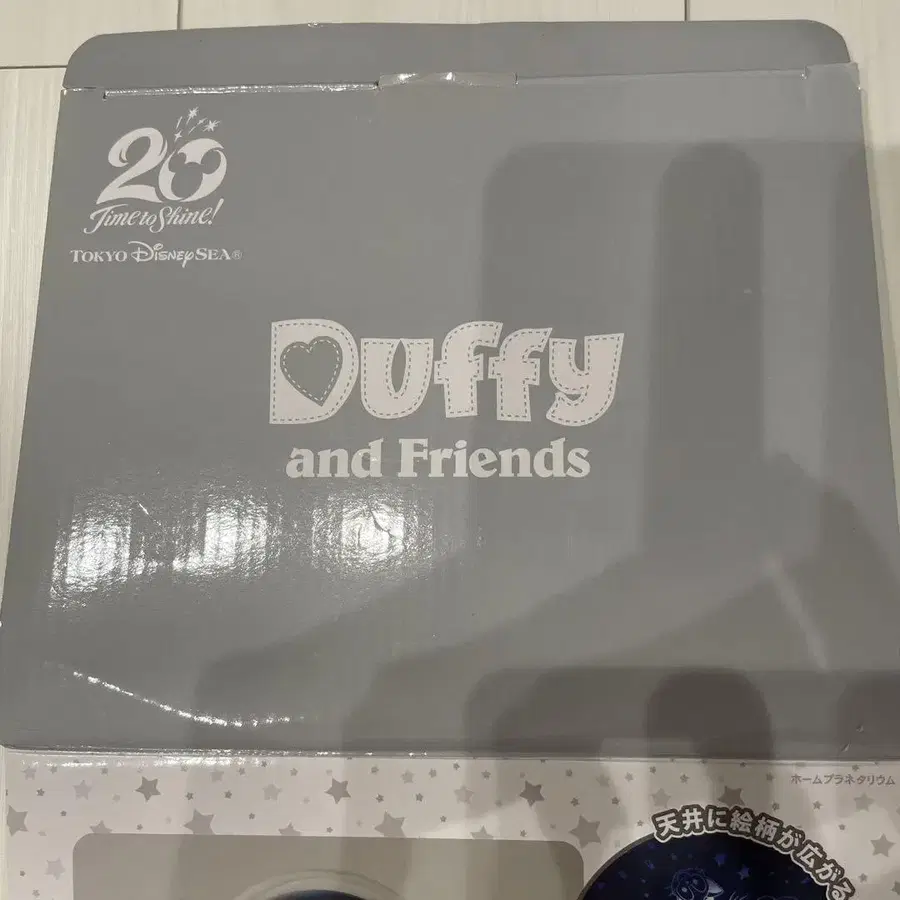 20
Time to Shine!
TOKYO DISNEYSEA®
Duffy
and Friends
ホームプラネタリウム
天井に絵柄が広がる